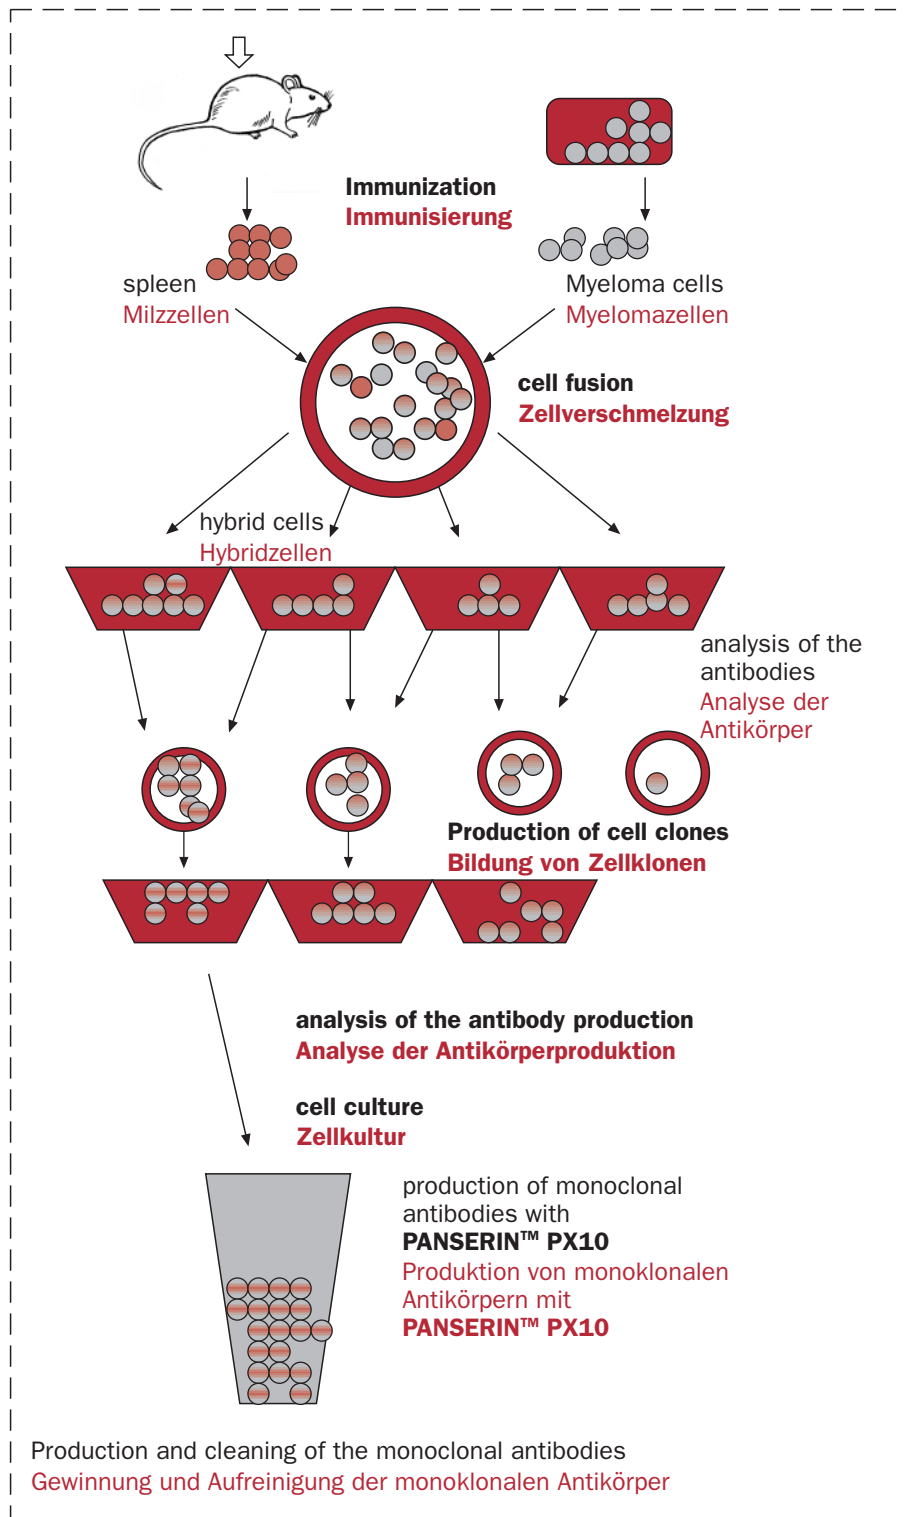 Immunization
Immunisierung
spleen
Milzzellen
Myeloma cells
Myelomazellen
cell fusion
Zellverschmelzung
hybrid cells
Hybridzellen
analysis of the
antibodies
Analyse der
Antikörper
Production of cell clones
Bildung von Zellklonen
analysis of the antibody production
Analyse der Antikörperproduktion
cell culture
Zellkultur
production of monoclonal
antibodies with
PANSERIN™ PX10
Produktion von monoklonalen
Antikörpern mit
PANSERIN™ PX10
Production and cleaning of the monoclonal antibodies
Gewinnung und Aufreinigung der monoklonalen Antikörper